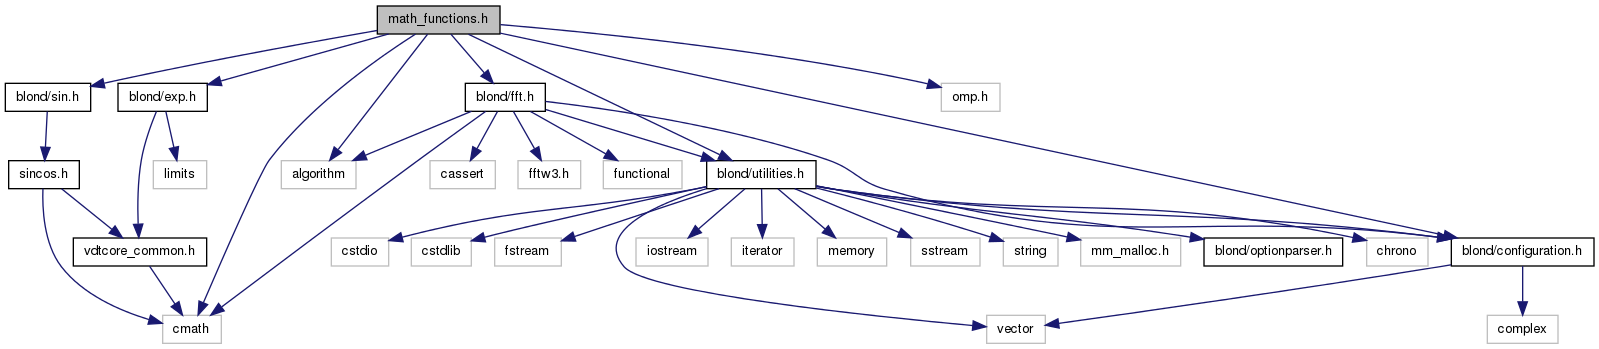 math_functions.h
blond/sin.h
blond/exp.h
blond/fft.h
omp.h
sincos.h
limits
algorithm
cassert
fftw3.h
functional
blond/utilities.h
vdtcore_common.h
cstdio
cstdlib
fstream
iostream
iterator
memory
sstream
string
mm_malloc.h
blond/optionparser.h
chrono
blond/configuration.h
cmath
vector
complex